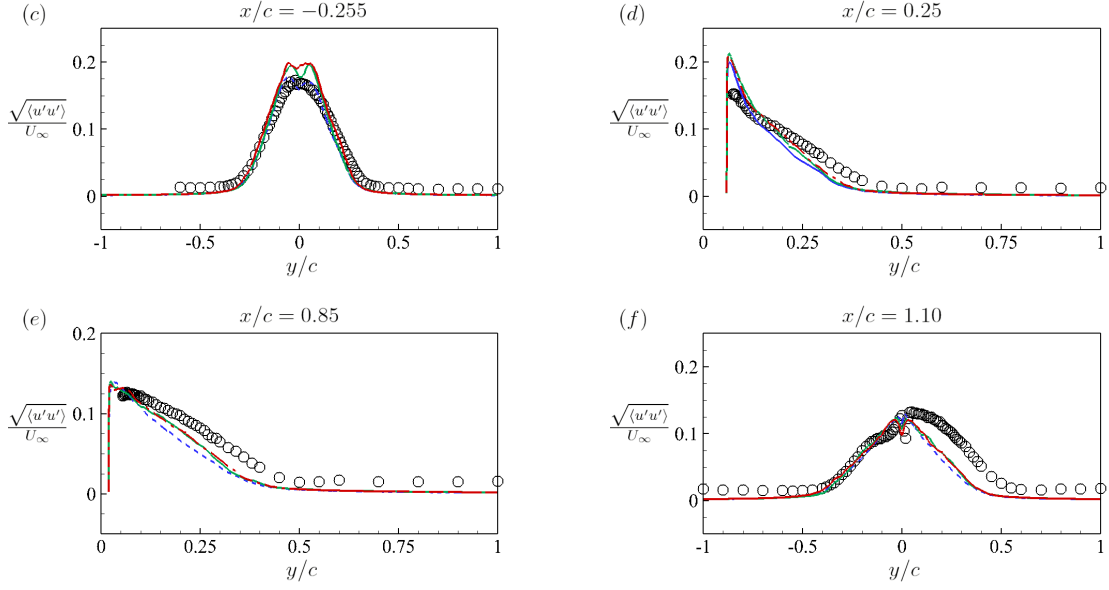 (c) x/c = −0.255
0.2
0.1
0
√⟨u′u′⟩
U∞
-1 -0.5 0 0.5 1
y/c
(d) x/c = 0.25
0.2
0.1
0
√⟨u′u′⟩
U∞
0 0.25 0.5 0.75 1
y/c
(e) x/c = 0.85
0.2
0.1
0
√⟨u′u′⟩
U∞
0 0.25 0.5 0.75 1
y/c
(f) x/c = 1.10
0.2
0.1
0
√⟨u′u′⟩
U∞
-1 -0.5 0 0.5 1
y/c